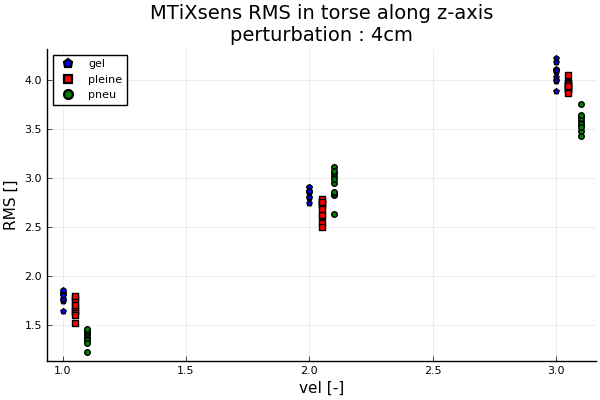 MTiXsens RMS in torse along z-axis
perturbation : 4cm
gel
pleine
pneu
RMS []
4.0
3.5
3.0
2.5
2.0
1.5
1.0
1.5
2.0
2.5
3.0
vel [-]